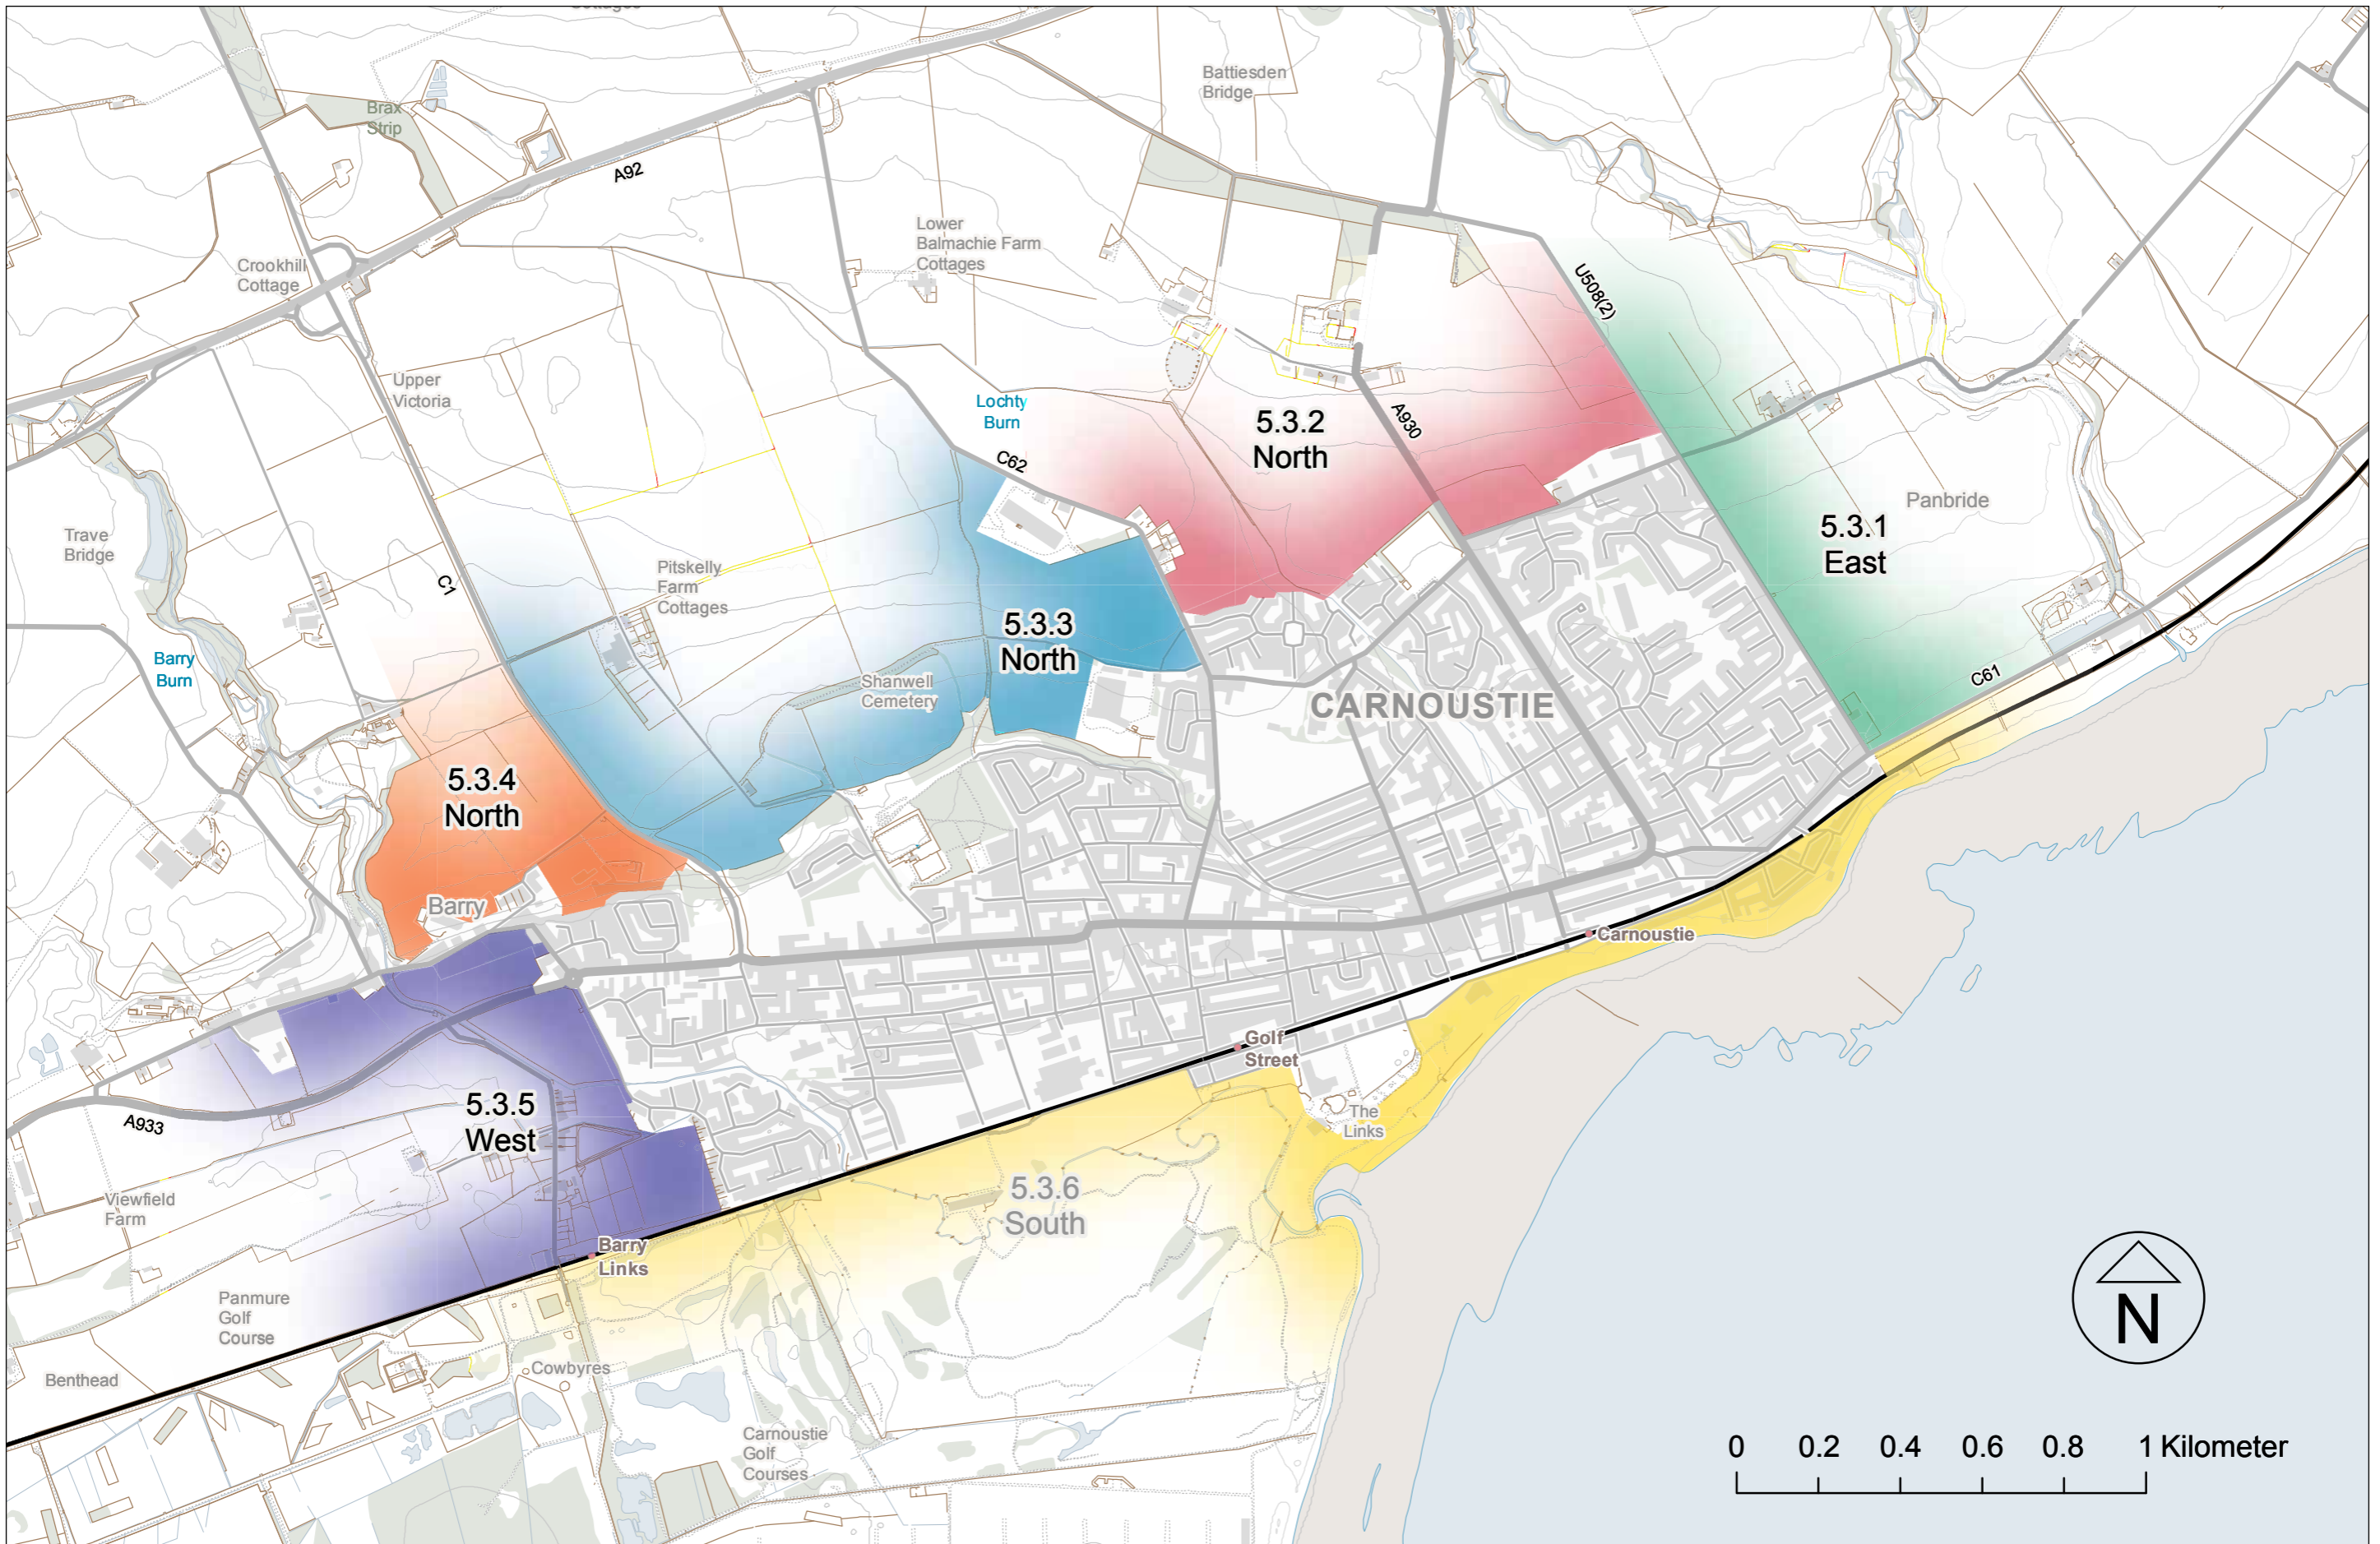 Cottages
Battiesden
Bridge
Brax
Strip
A92
Lower
Balmachie Farm
Cottages
Crookhill
Cottage
U508(2)
Upper
Victoria
Lochty
Burn
5.3.2
North
A930
C62
Panbride
5.3.1
East
Trave
Bridge
C1
Pitskelly
Farm
Cottages
5.3.3
North
Barry
Burn
Shanwell
Cemetery
CARNOUSTIE
C61
5.3.4
North
Barry
Carnoustie
Golf
Street
5.3.5
West
A933
The
Links
Viewfield
Farm
5.3.6
South
Barry
Links
Panmure
Golf
Course
Benthead
Cowbyres
Carnoustie
Golf
Courses
N
0 0.2 0.4 0.6 0.8 1 Kilometer